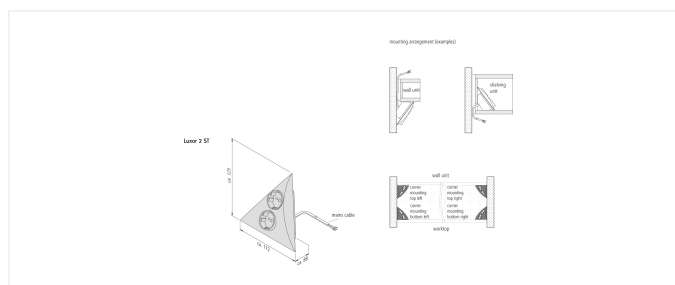 mounting arrangement (examples)
wall unit
shelving
unit
Luxor 2 ST
mains cable
wall unit
corner
mounting
top left
corner
mounting
top right
corner
mounting
bottom left
corner
mounting
bottom right
worktop